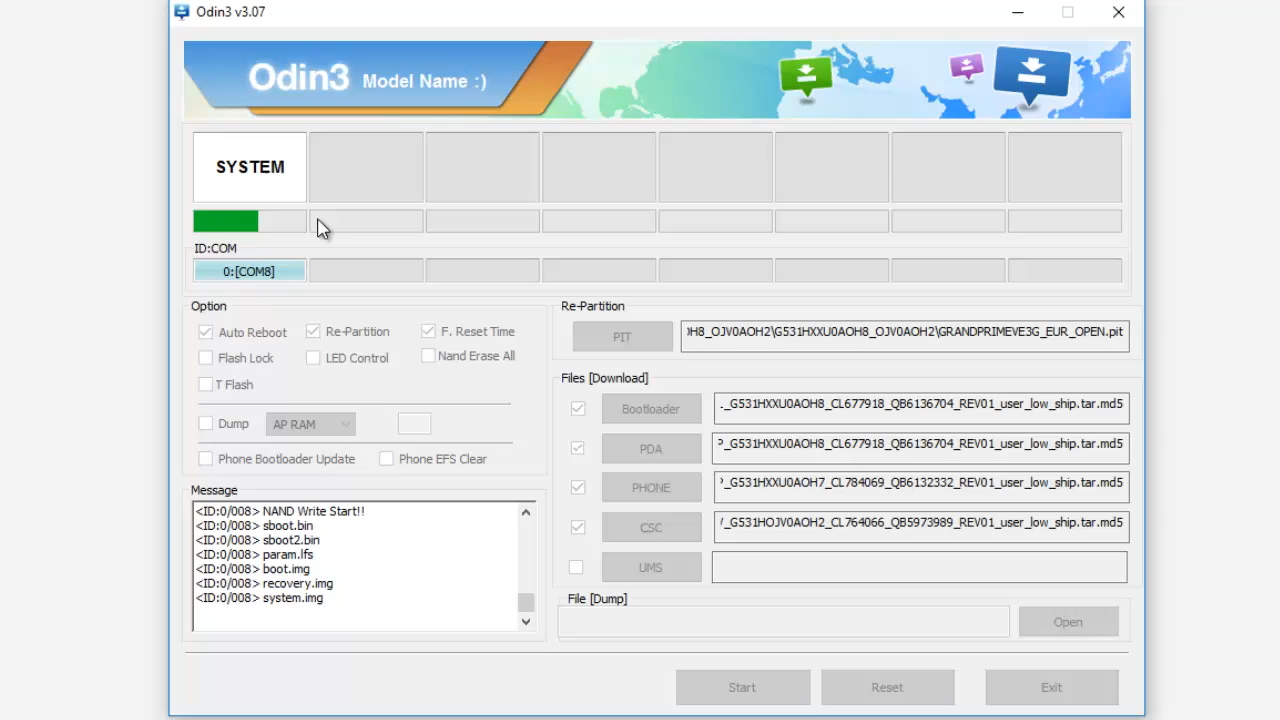 Odin3 v3.07
Odin3 Model Name :)
SYSTEM
ID:COM
0:[COM8]
Option
Auto Reboot
Re-Partition
F. Reset Time
Flash Lock
LED Control
Nand Erase All
T Flash
Dump
AP RAM
Phone Bootloader Update
Phone EFS Clear
Message
<ID:0/008> NAND Write Start!!
<ID:0/008> sboot.bin
<ID:0/008> sboot2.bin
<ID:0/008> param.lfs
<ID:0/008> boot.img
<ID:0/008> recovery.img
<ID:0/008> system.img
Re-Partition
PIT
H8_OJV0AOH2\G531HXXU0AOH8_OJV0AOH2\GRANDPRIMEVE3G_EUR_OPEN.pit
Files [Download]
Bootloader
_G531HXXU0AOH8_CL677918_QB6136704_REV01_user_low_ship.tar.md5
PDA
_G531HXXU0AOH8_CL677918_QB6136704_REV01_user_low_ship.tar.md5
PHONE
_G531HXXU0AOH7_CL784069_QB6132332_REV01_user_low_ship.tar.md5
CSC
_G531HOJV0AOH2_CL764066_QB5973989_REV01_user_low_ship.tar.md5
UMS
File [Dump]
Open
Start
Reset
Exit